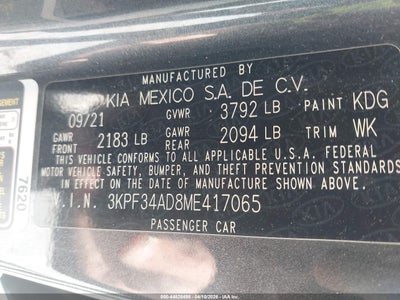 MANUFACTURED BY
KIA MEXICO S.A. DE C.V.
09/21 GVWR 3792 LB PAINT KDG
GAWR FRONT 2183 LB GAWR REAR 2094 LB TRIM WK
THIS VEHICLE CONFORMS TO ALL APPLICABLE U.S.A. FEDERAL
MOTOR VEHICLE SAFETY, BUMPER, AND THEFT PREVENTION STANDARDS
IN EFFECT ON THE DATE OF MANUFACTURE SHOWN ABOVE.
V.I.N. 3KPF34AD8ME417065
PASSENGER CAR
7620